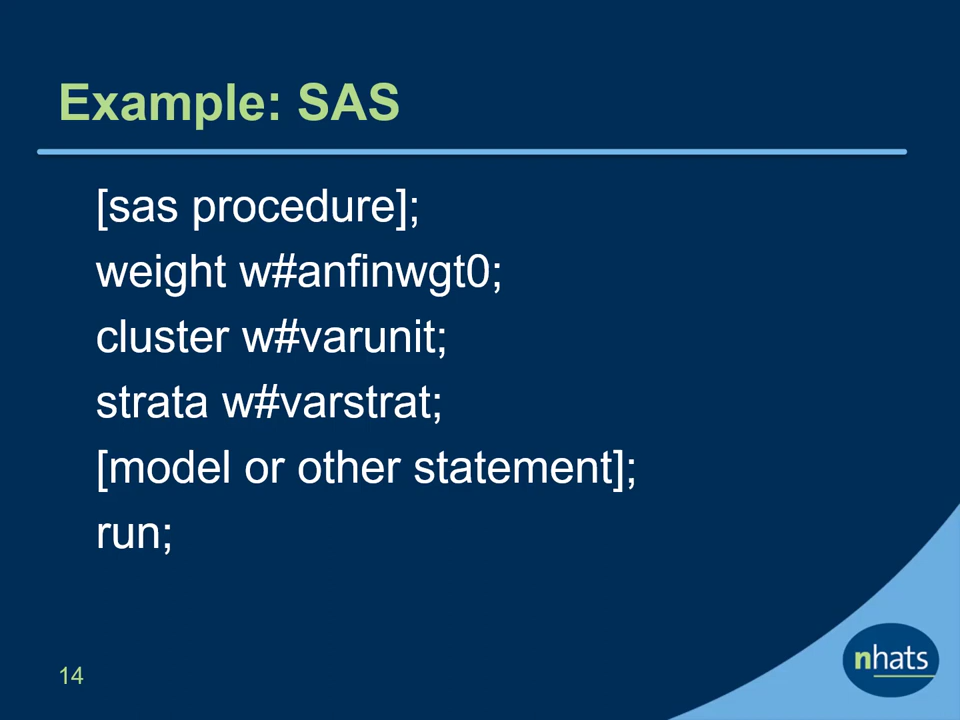 Example: SAS
[sas procedure];
weight w#anfinwgt0;
cluster w#varunit;
strata w#varstrat;
[model or other statement];
run;
14
nhats